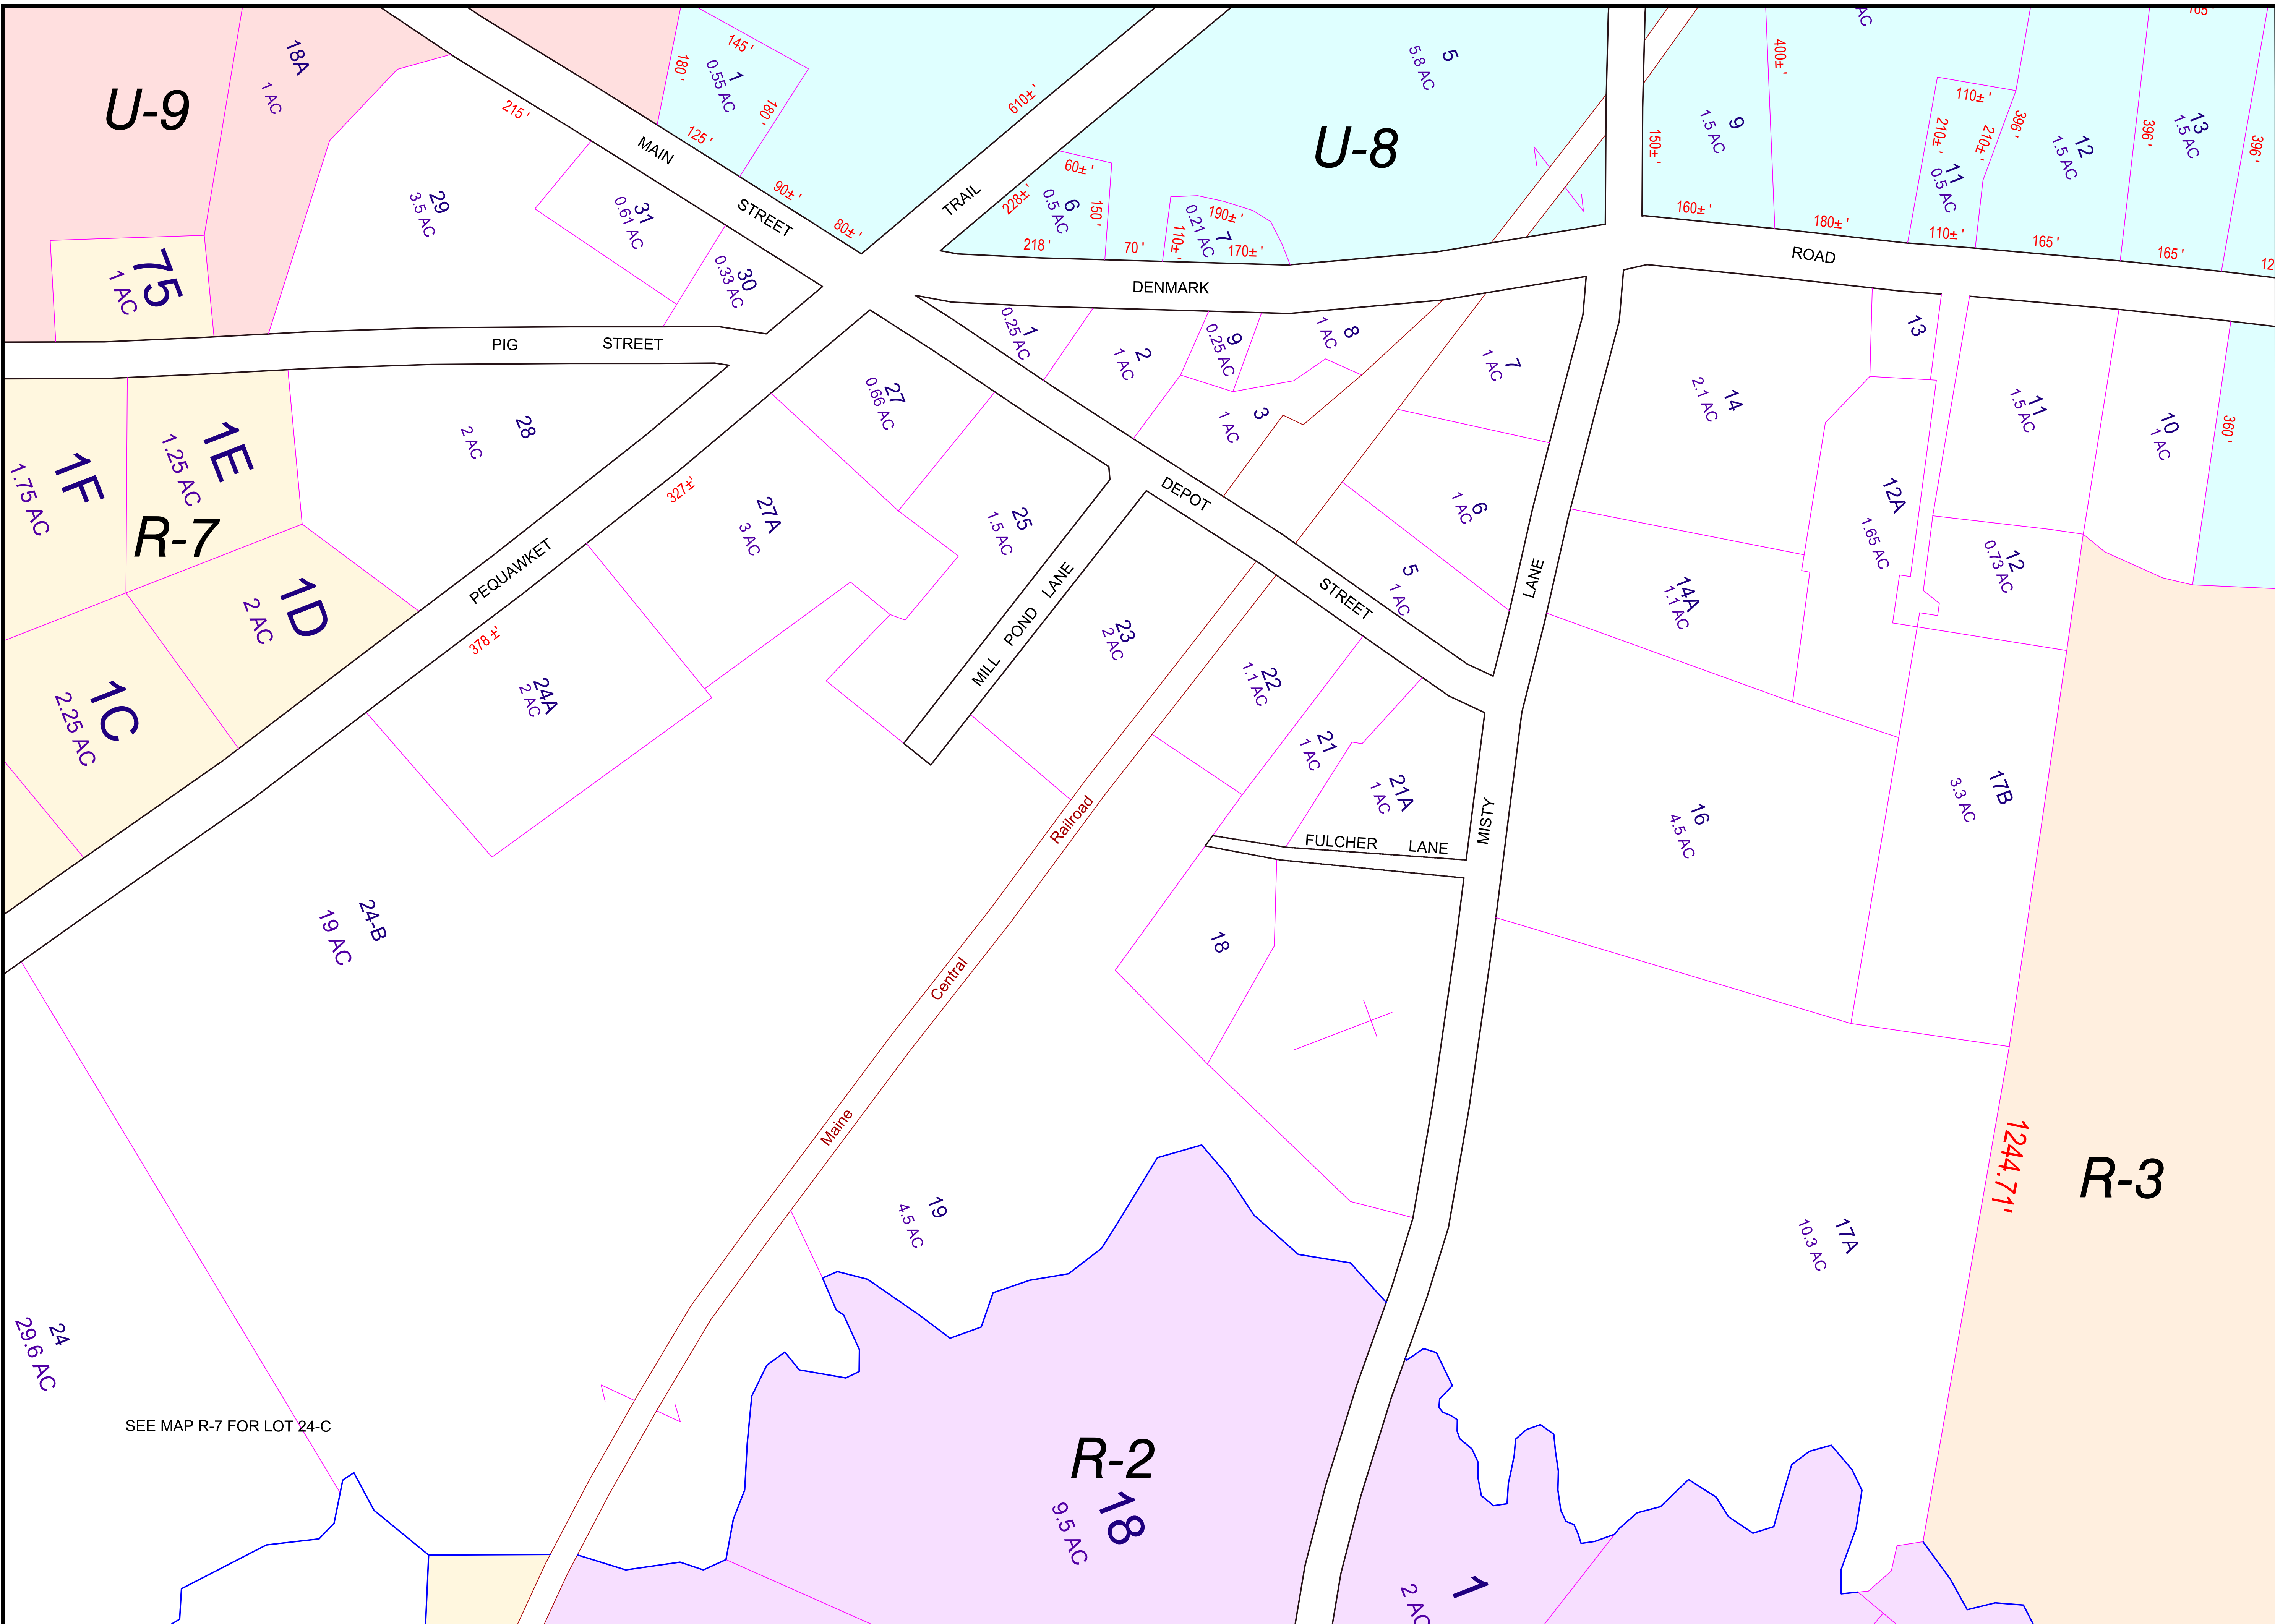 U-9
18A
1 AC
75
1 AC
215 '
145 '
180 '
1
0.55 AC
180 '
125 '
90± '
80± '
610± '
MAIN STREET
29
3.5 AC
31
0.61 AC
30
0.33 AC
TRAIL
5
5.8 AC
U-8
60± '
228± '
6
0.5 AC
150 '
218 '
70 '
110± '
190± '
0.21 AC
7
170± '
150± '
9
1.5 AC
400± '
AC
160± '
180± '
110± '
210± '
210± '
11
0.5 AC
396 '
110± '
12
1.5 AC
165 '
396 '
165 '
13
1.5 AC
396 '
165 '
12
DENMARK ROAD
PIG STREET
1F
1.75 AC
1E
1.25 AC
R-7
1D
2 AC
1C
2.25 AC
28
2 AC
PEQUAWKET
327±'
378 ±'
27
0.66 AC
27A
3 AC
25
1.5 AC
24A
2 AC
1
0.25 AC
2
1 AC
9
0.25 AC
8
1 AC
3
1 AC
7
1 AC
6
1 AC
5
1 AC
DEPOT STREET
MILL POND LANE
23
2 AC
22
1.1 AC
21
1 AC
21A
1 AC
FULCHER LANE
MISTY LANE
13
14
2.1 AC
12A
1.65 AC
11
1.5 AC
10
1 AC
360 '
12
0.73 AC
14A
1.1 AC
16
4.5 AC
17B
3.3 AC
18
24-B
19 AC
Maine Central Railroad
19
4.5 AC
17A
10.3 AC
1244.71'
R-3
24
29.6 AC
SEE MAP R-7 FOR LOT 24-C
R-2
18
9.5 AC
1
2 AC